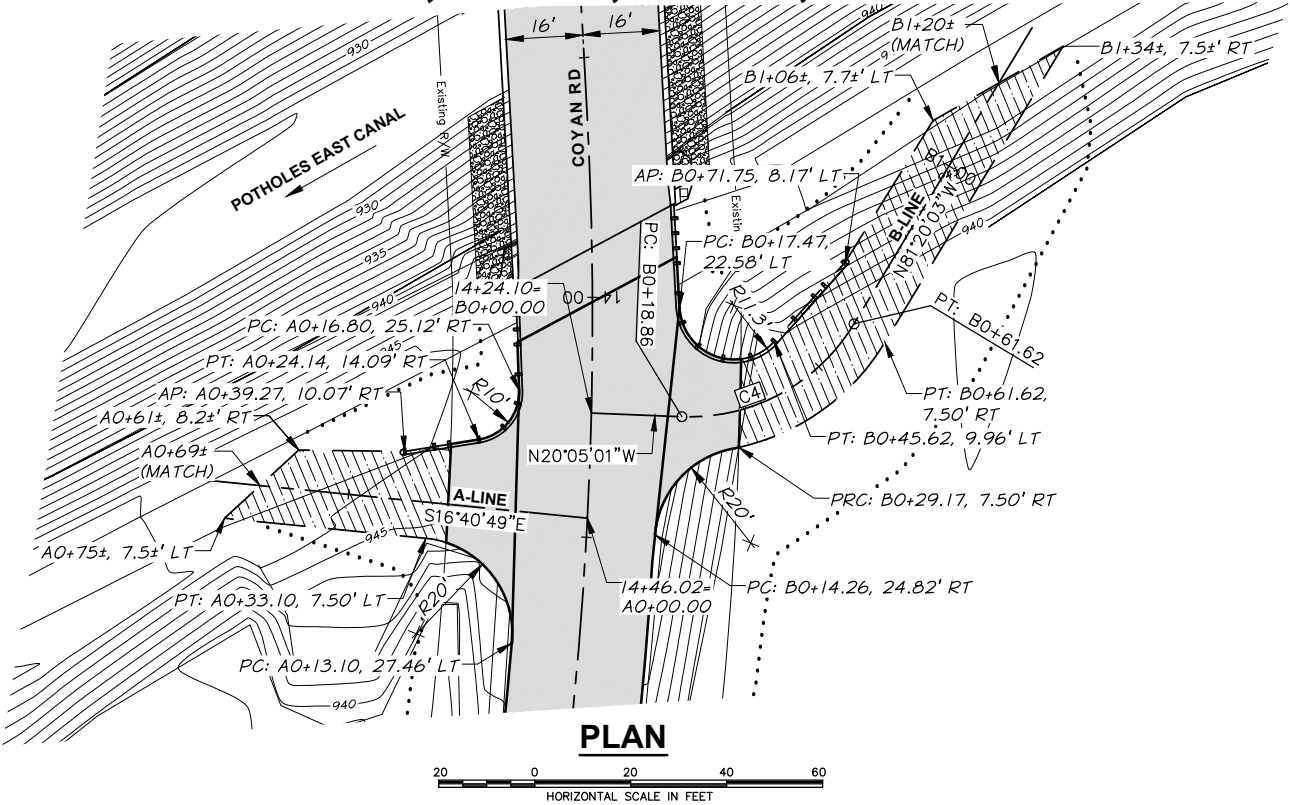 16'
16'
940
B1+20±
(MATCH)
930
B1+34±, 7.5±' RT
B1+06±, 7.7±' LT
Existing R/W
COYAN RD
POTHOLES EAST CANAL
AP: B0+71.75, 8.17' LT
B1+00
930
Existin
B-LINE
N81°20'03"W
940
PC: B0+18.86
PC: B0+17.47,
22.58' LT
935
14+24.10=
B0+00.00
14
00
R11.3'
940
PC: A0+16.80, 25.12' RT
PT: B0+61.62
945
PT: A0+24.14, 14.09' RT
AP: A0+39.27, 10.07' RT
R10'
C4
PT: B0+61.62,
7.50' RT
A0+61±, 8.2±' RT
PT: B0+45.62, 9.96' LT
A0+69±
(MATCH)
N20°05'01"W
A-LINE
S16°40'49"E
PRC: B0+29.17, 7.50' RT
R20'
945
A0+75±, 7.5±' LT
14+46.02=
A0+00.00
PC: B0+14.26, 24.82' RT
PT: A0+33.10, 7.50' LT
R20'
PC: A0+13.10, 27.46' LT
940
PLAN
20 0 20 40 60
HORIZONTAL SCALE IN FEET